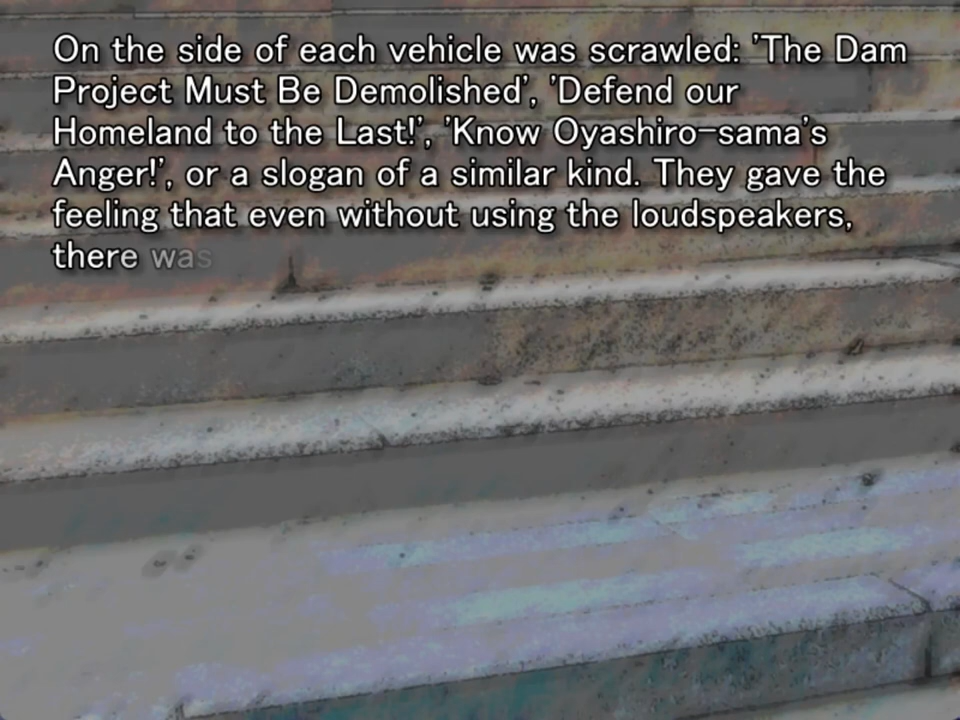 On the side of each vehicle was scrawled: 'The Dam
Project Must Be Demolished', 'Defend our
Homeland to the Last!', 'Know Oyashiro-sama's
Anger!', or a slogan of a similar kind. They gave the
feeling that even without using the loudspeakers,
there was